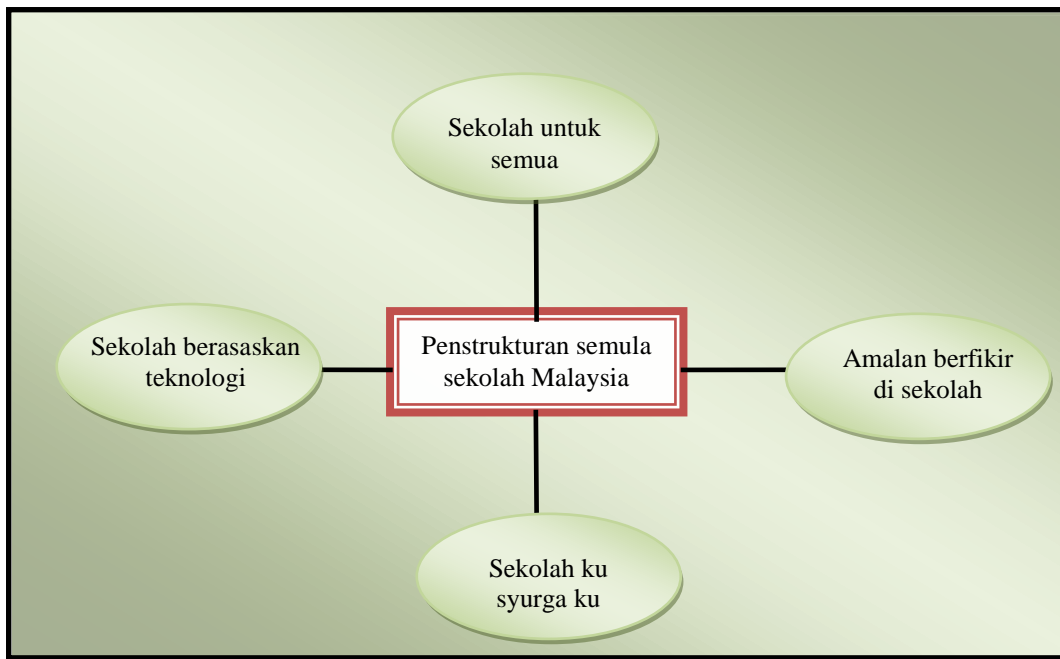 Sekolah untuk
semua
Sekolah berasaskan
teknologi
Penstrukturan semula
sekolah Malaysia
Amalan berfikir
di sekolah
Sekolah ku
syurga ku